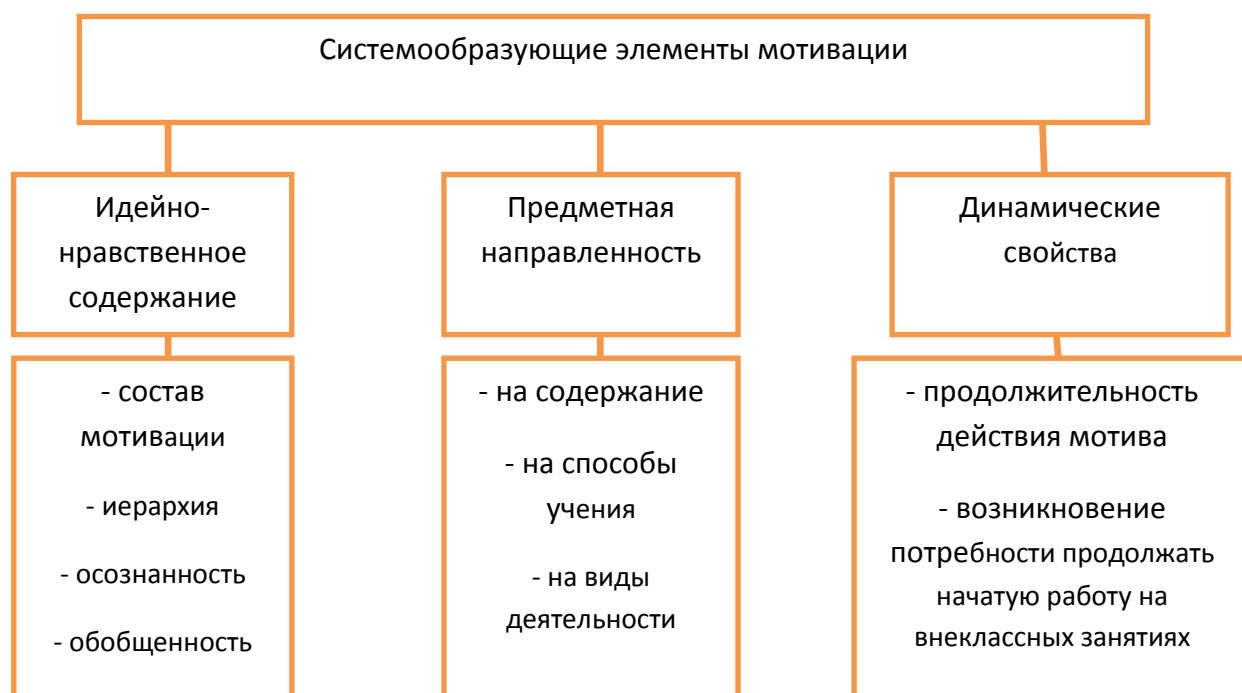 Системообразующие элементы мотивации
Идейно-
нравственное
содержание
Предметная
направленность
Динамические
свойства
- состав
мотивации
- иерархия
- осознанность
- обобщенность
- на содержание
- на способы
учения
- на виды
деятельности
- продолжительность
действия мотива
- возникновение
потребности продолжать
начатую работу на
внеклассных занятиях